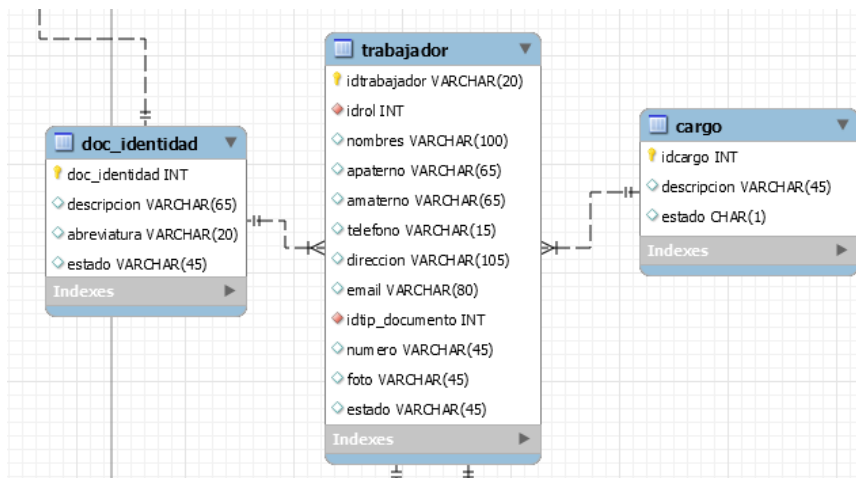 doc_identidad
doc_identidad INT
descripcion VARCHAR(65)
abreviatura VARCHAR(20)
estado VARCHAR(45)
Indexes
trabajador
idtrabajador VARCHAR(20)
idrol INT
nombres VARCHAR(100)
apaterno VARCHAR(65)
amaterno VARCHAR(65)
telefono VARCHAR(15)
direccion VARCHAR(105)
email VARCHAR(80)
idtip_documento INT
numero VARCHAR(45)
foto VARCHAR(45)
estado VARCHAR(45)
Indexes
cargo
idcargo INT
descripcion VARCHAR(45)
estado CHAR(1)
Indexes